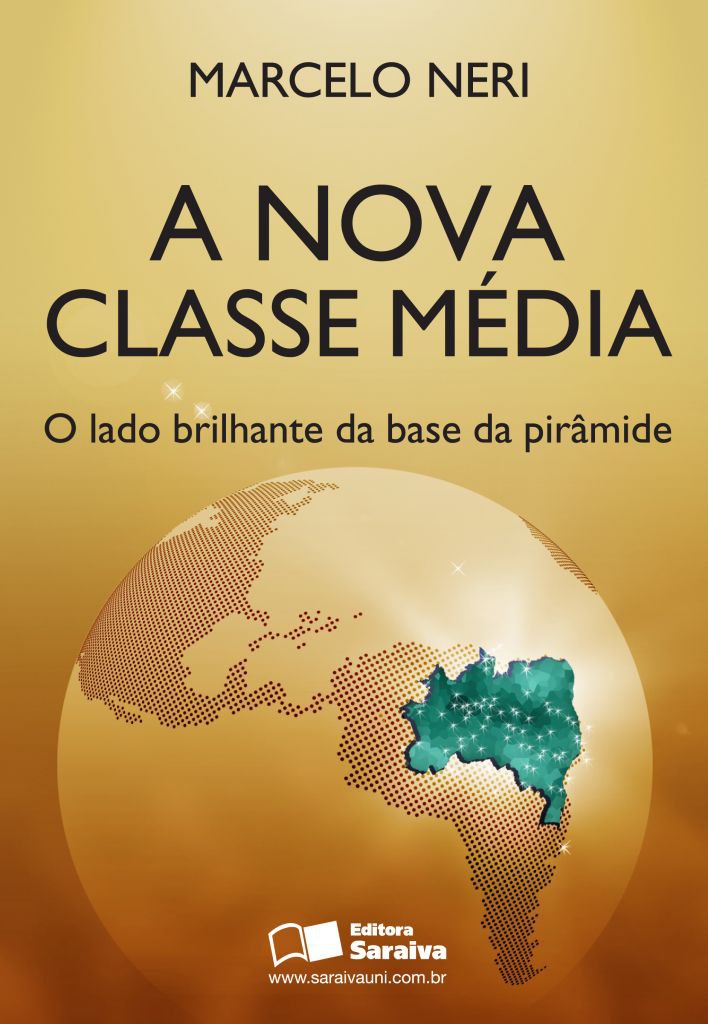 MARCELO NERI
A NOVA
CLASSE MÉDIA
O lado brilhante da base da pirâmide
Editora
Saraiva
www.saraivauni.com.br